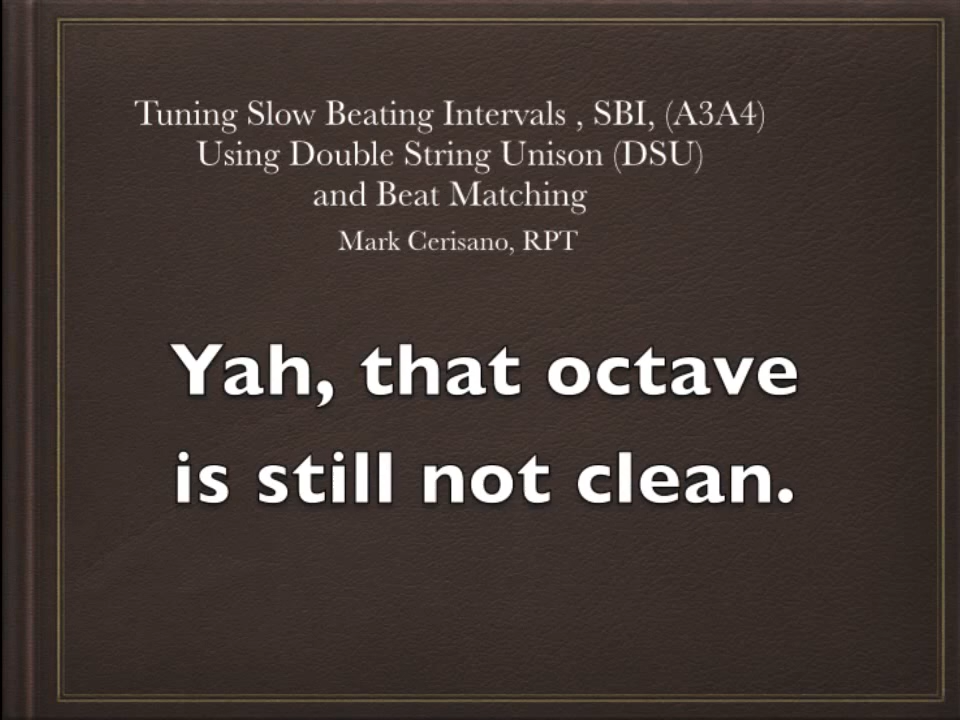 Tuning Slow Beating Intervals , SBI, (A3A4)
Using Double String Unison (DSU)
and Beat Matching
Mark Cerisano, RPT
Yah, that octave
is still not clean.